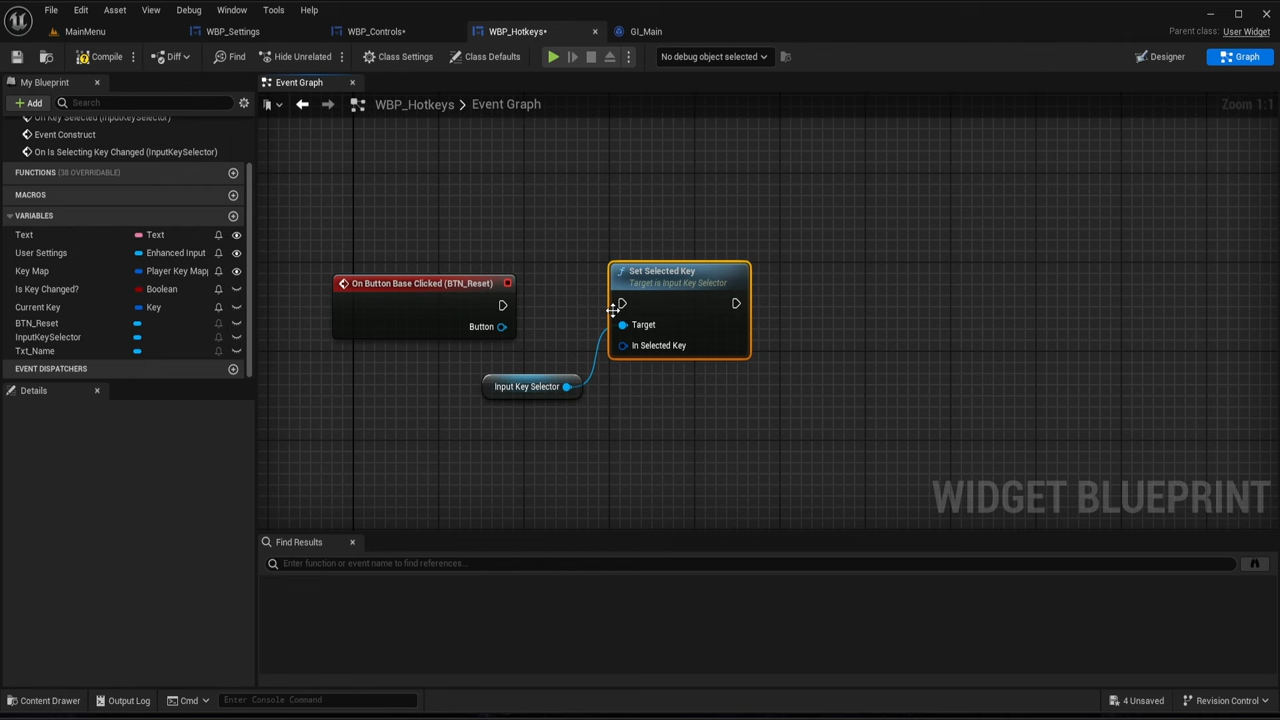 File Edit Asset View Debug Window Tools Help
MainMenu WBP_Settings WBP_Controls* WBP_Hotkeys* GI_Main
Parent class: User Widget
Compile Diff Find Hide Unrelated Class Settings Class Defaults No debug object selected Designer Graph
My Blueprint Event Graph
Add Search
WBP_Hotkeys > Event Graph
Zoom 1:1
On Key Selected (InputKeySelector)
Event Construct
On Is Selecting Key Changed (InputKeySelector)
FUNCTIONS (38 OVERRIDABLE)
MACROS
VARIABLES
Text Text
User Settings Enhanced Input
Key Map Player Key Mapp
Is Key Changed? Boolean
Current Key Key
BTN_Reset
InputKeySelector
Txt_Name
EVENT DISPATCHERS
Details
On Button Base Clicked (BTN_Reset)
Button
Set Selected Key
Target is Input Key Selector
Target
In Selected Key
Input Key Selector
WIDGET BLUEPRINT
Find Results
Enter function or event name to find references...
Content Drawer Output Log Cmd Enter Console Command 4 Unsaved Revision Control